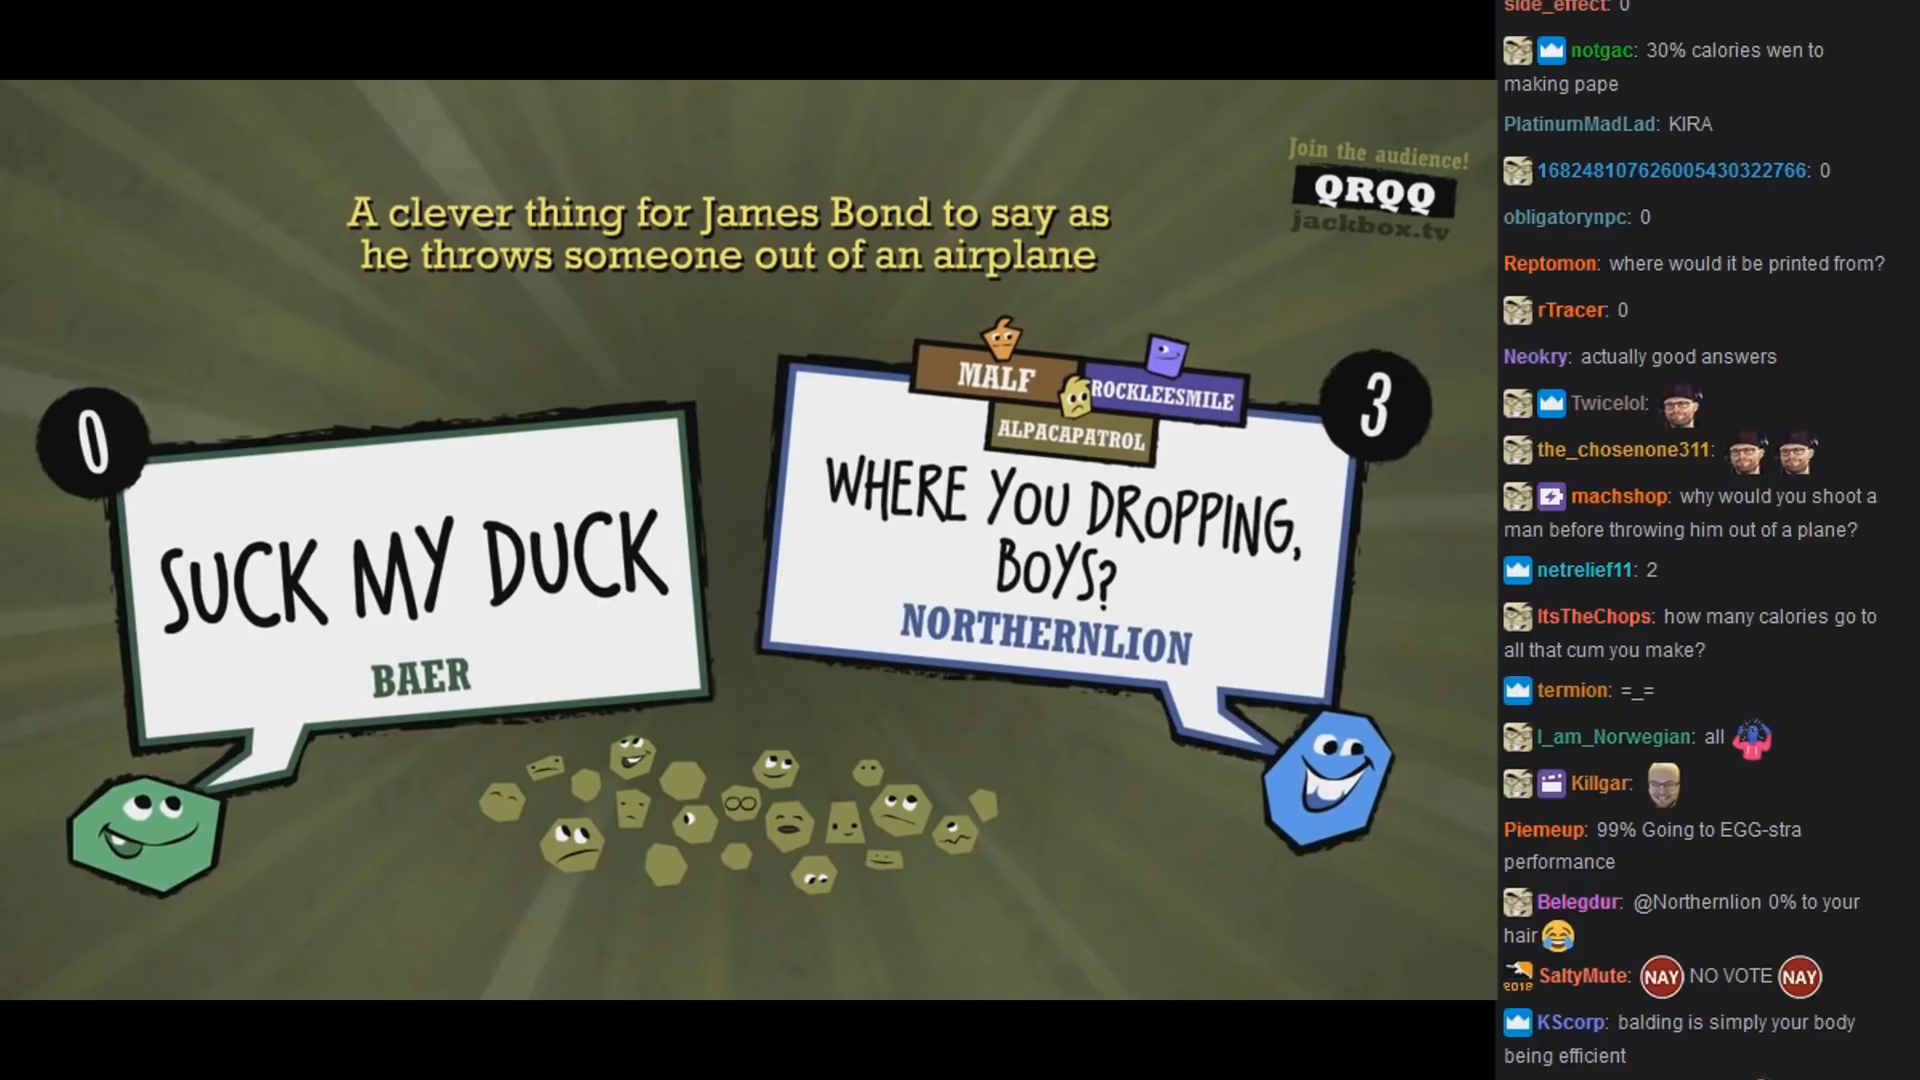 A clever thing for James Bond to say as
he throws someone out of an airplane
Join the audience!
QRQQ
jackbox.tv
0
SUCK MY DUCK
BAER
MALF
ROCKLEESMILE
ALPACAPATROL
3
WHERE YOU DROPPING,
BOYS?
NORTHERNLION
side_effect: 0
notgac: 30% calories wen to
making pape
PlatinumMadLad: KIRA
168248107626005430322766: 0
obligatorynpc: 0
Reptomon: where would it be printed from?
rTracer: 0
Neokry: actually good answers
Twicelol:
the_chosenone311:
machshop: why would you shoot a
man before throwing him out of a plane?
netrelief11: 2
ItsTheChops: how many calories go to
all that cum you make?
termion: =_=
I_am_Norwegian: all
Killgar:
Piemeup: 99% Going to EGG-stra
performance
Belegdur: @Northernlion 0% to your
hair
2018 SaltyMute: NAY NO VOTE NAY
KScorp: balding is simply your body
being efficient